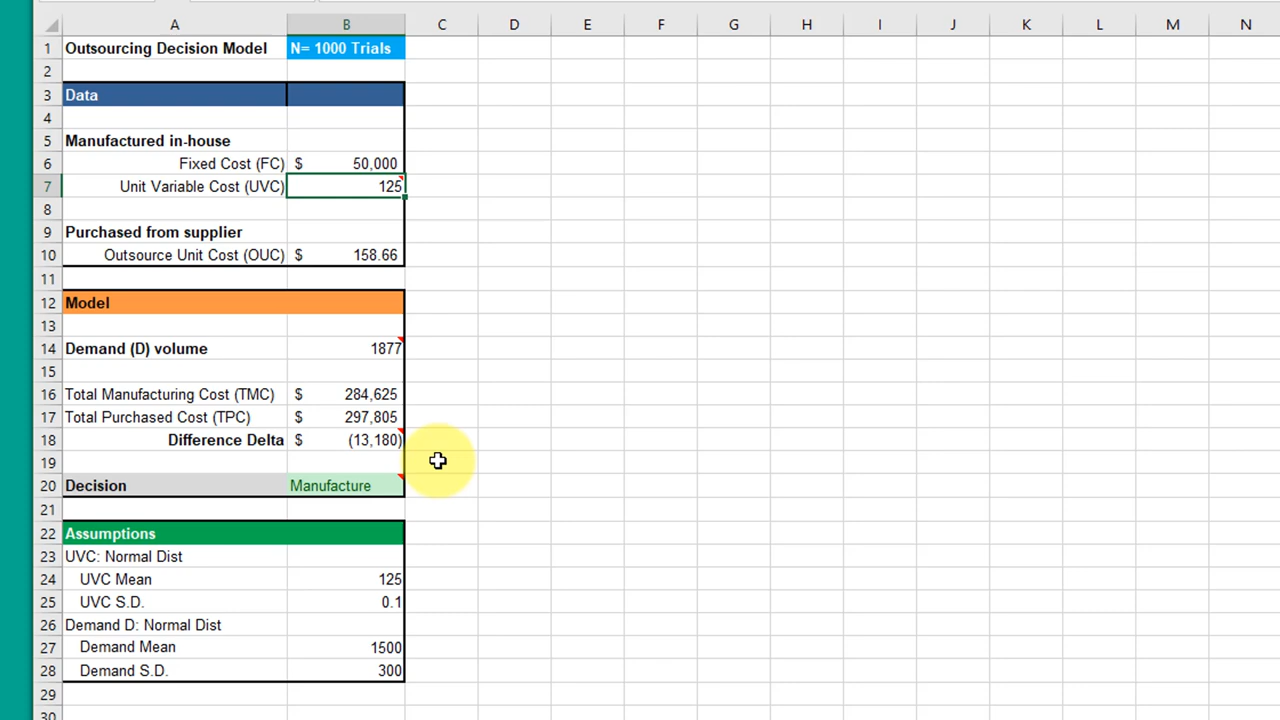 A B C D E F G H I J K L M N
1 Outsourcing Decision Model N= 1000 Trials
2
3 Data
4
5 Manufactured in-house
6 Fixed Cost (FC) $ 50,000
7 Unit Variable Cost (UVC) 125
8
9 Purchased from supplier
10 Outsource Unit Cost (OUC) $ 158.66
11
12 Model
13
14 Demand (D) volume 1877
15
16 Total Manufacturing Cost (TMC) $ 284,625
17 Total Purchased Cost (TPC) $ 297,805
18 Difference Delta $ (13,180)
19
20 Decision Manufacture
21
22 Assumptions
23 UVC: Normal Dist
24 UVC Mean 125
25 UVC S.D. 0.1
26 Demand D: Normal Dist
27 Demand Mean 1500
28 Demand S.D. 300
29
30